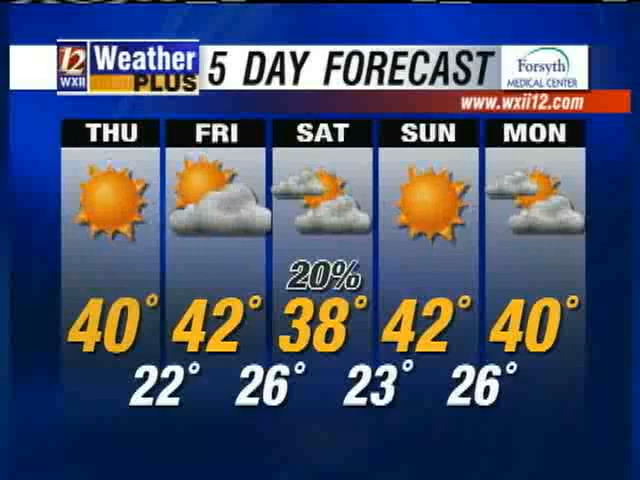 12 WXII Weather PLUS 5 DAY FORECAST Forsyth MEDICAL CENTER
www.wxii12.com
THU FRI SAT SUN MON
20%
40° 42° 38° 42° 40°
22° 26° 23° 26°